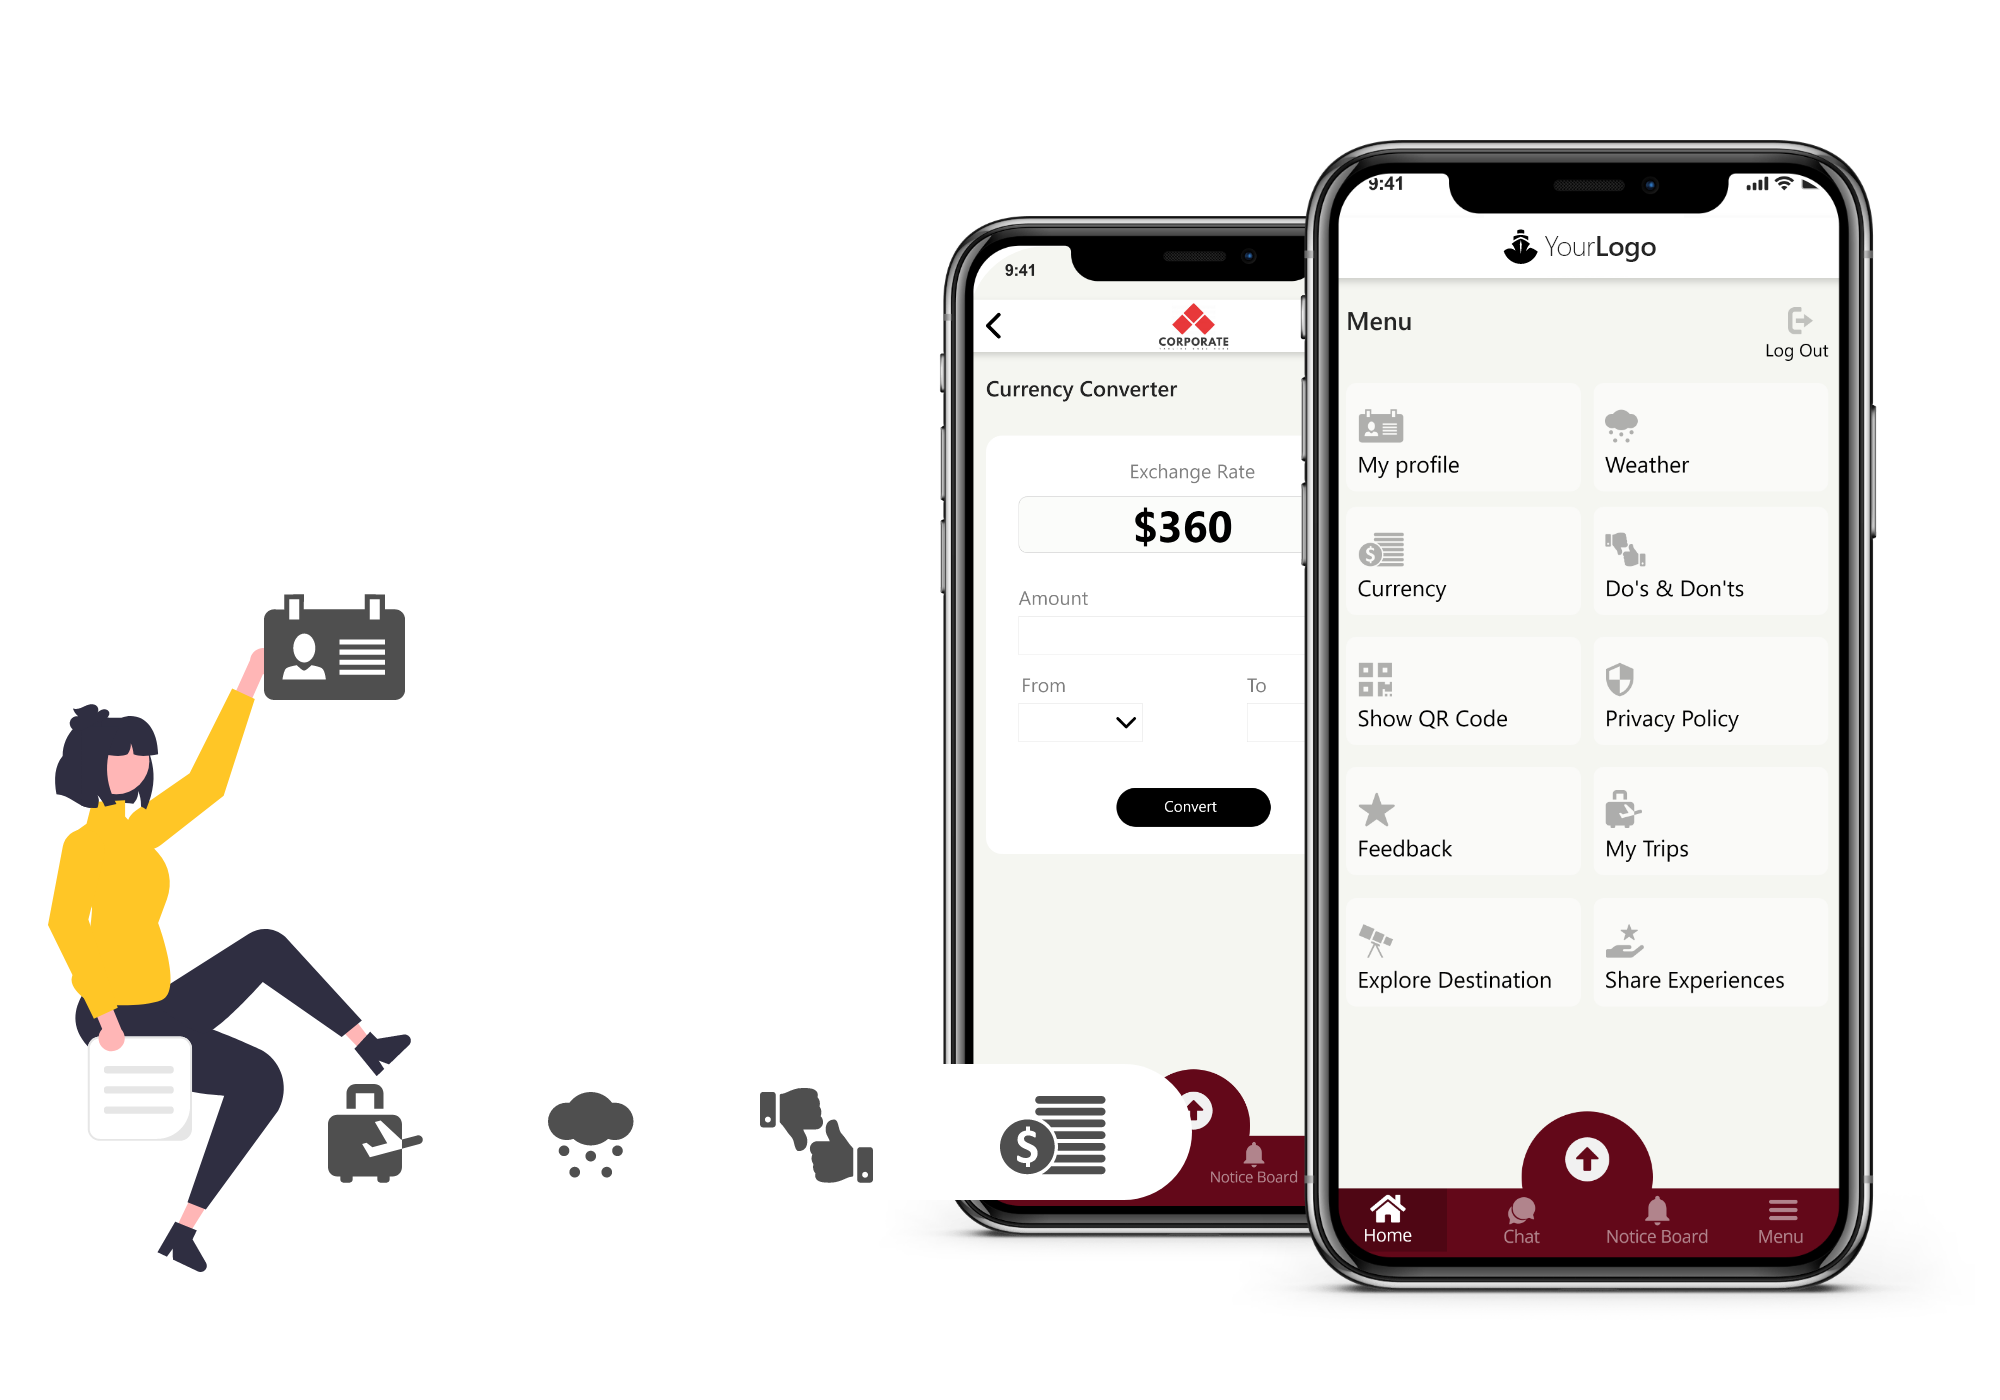 9:41
CORPORATE
Currency Converter
Exchange Rate
$360
Amount
From
To
Convert
Notice Board
$
9:41
YourLogo
Menu
Log Out
My profile
Weather
$
Currency
Do's & Don'ts
Show QR Code
Privacy Policy
Feedback
My Trips
Explore Destination
Share Experiences
Home
Chat
Notice Board
Menu